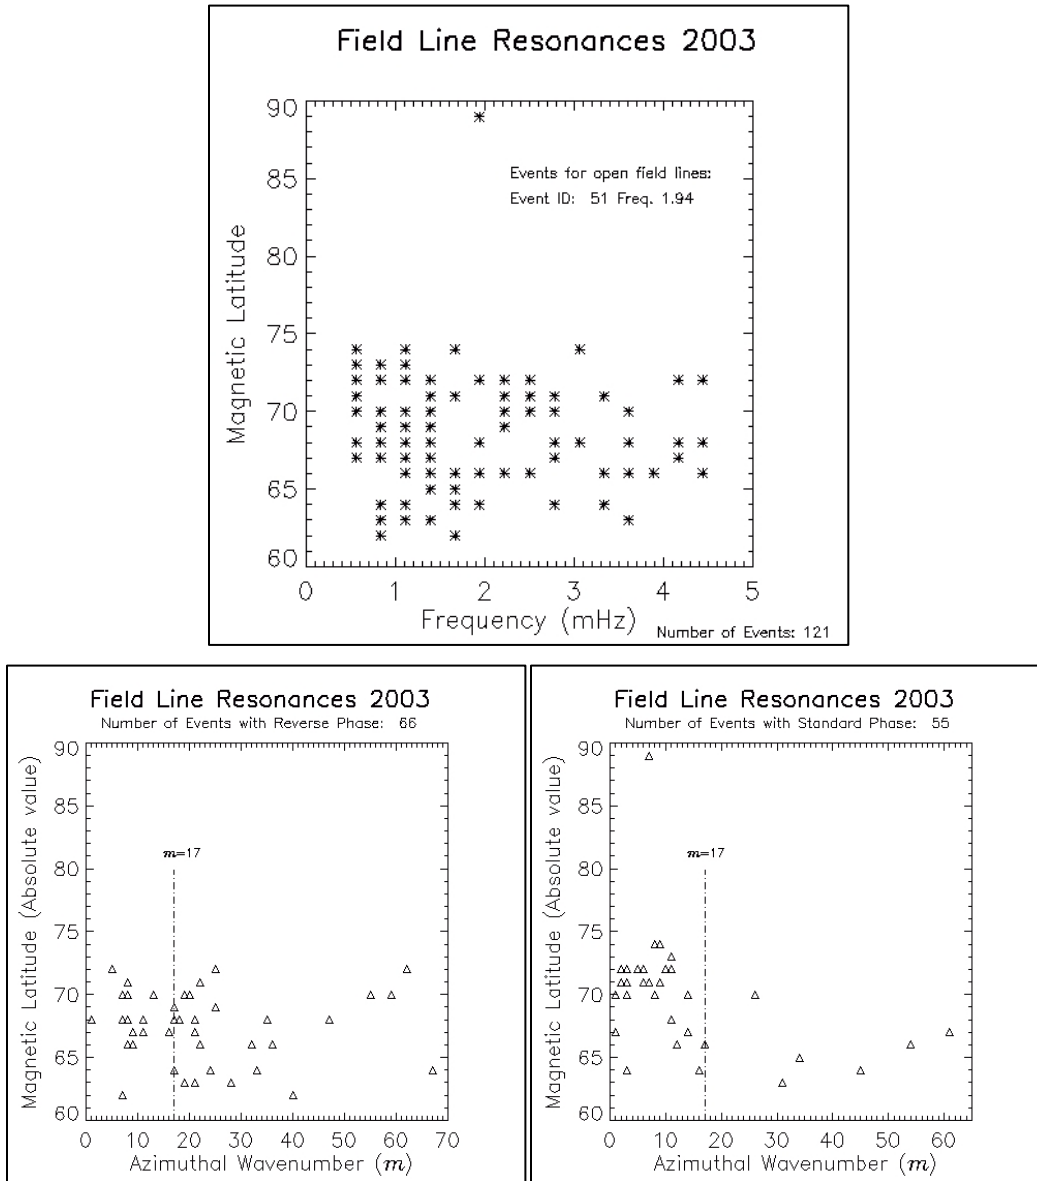 Field Line Resonances 2003
90
85
80
75
70
65
60
Magnetic Latitude
Events for open field lines:
Event ID: 51 Freq. 1.94
0 1 2 3 4 5
Frequency (mHz)
Number of Events: 121
Field Line Resonances 2003
Number of Events with Reverse Phase: 66
90
85
80
75
70
65
60
Magnetic Latitude (Absolute value)
m=17
0 10 20 30 40 50 60 70
Azimuthal Wavenumber (m)
Field Line Resonances 2003
Number of Events with Standard Phase: 55
90
85
80
75
70
65
60
Magnetic Latitude (Absolute value)
m=17
0 10 20 30 40 50 60
Azimuthal Wavenumber (m)